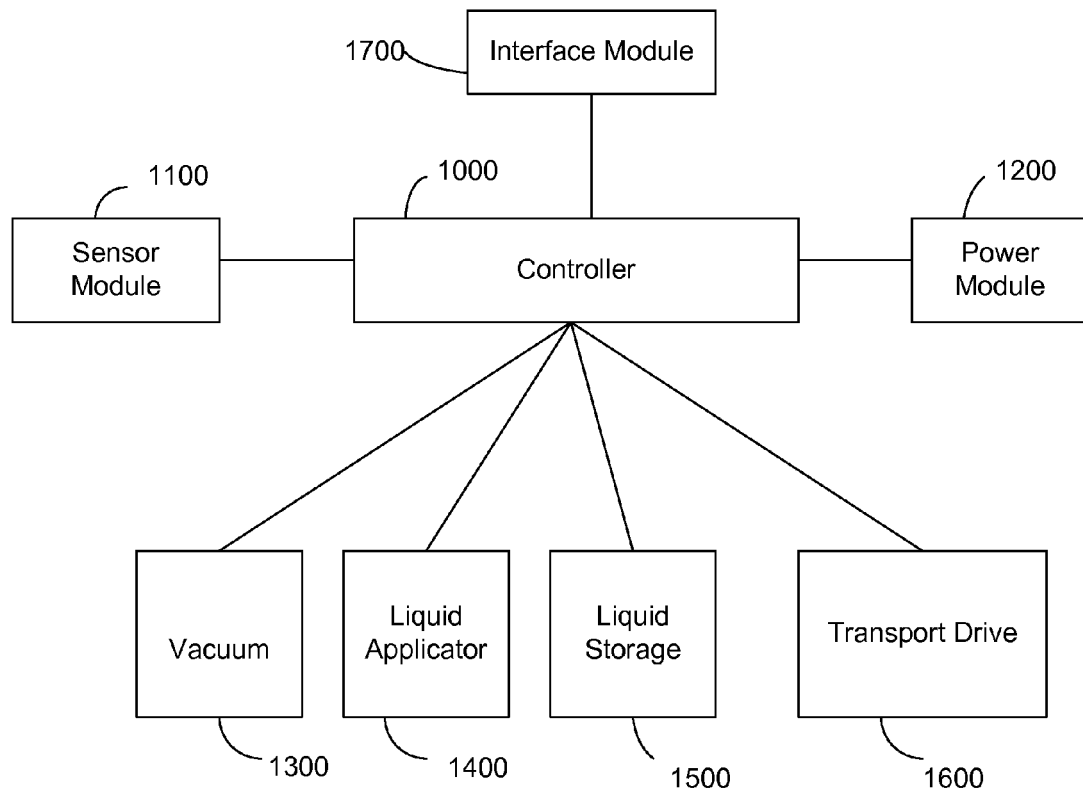 1700
Interface Module
1100
1000
1200
Sensor
Module
Controller
Power
Module
Vacuum
Liquid
Applicator
Liquid
Storage
Transport Drive
1300
1400
1500
1600